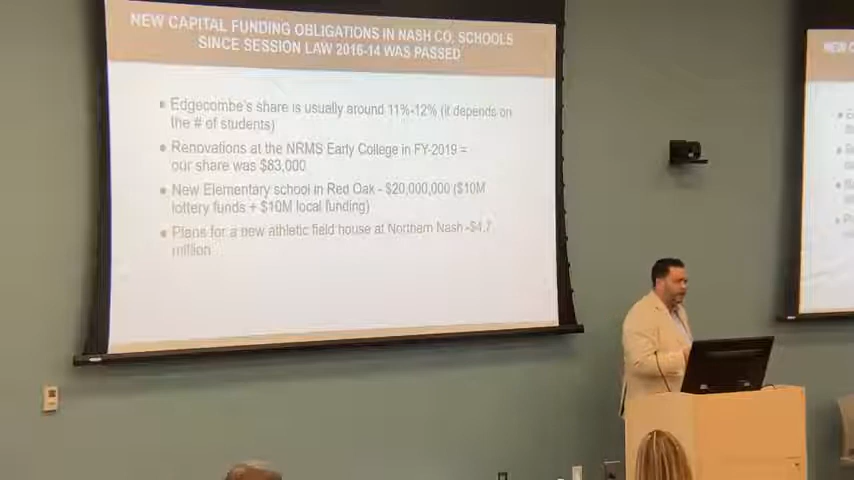 NEW CAPITAL FUNDING OBLIGATIONS IN NASH CO. SCHOOLS
SINCE SESSION LAW 2016-14 WAS PASSED
Edgecombe's share is usually around 11%-12% (it depends on
the # of students)
Renovations at the NRMS Early College in FY-2019 =
our share was $83,000
New Elementary school in Red Oak - $20,000,000 ($10M
lottery funds + $10M local funding)
Plans for a new athletic field house at Northern Nash -$4.7
million
NEW